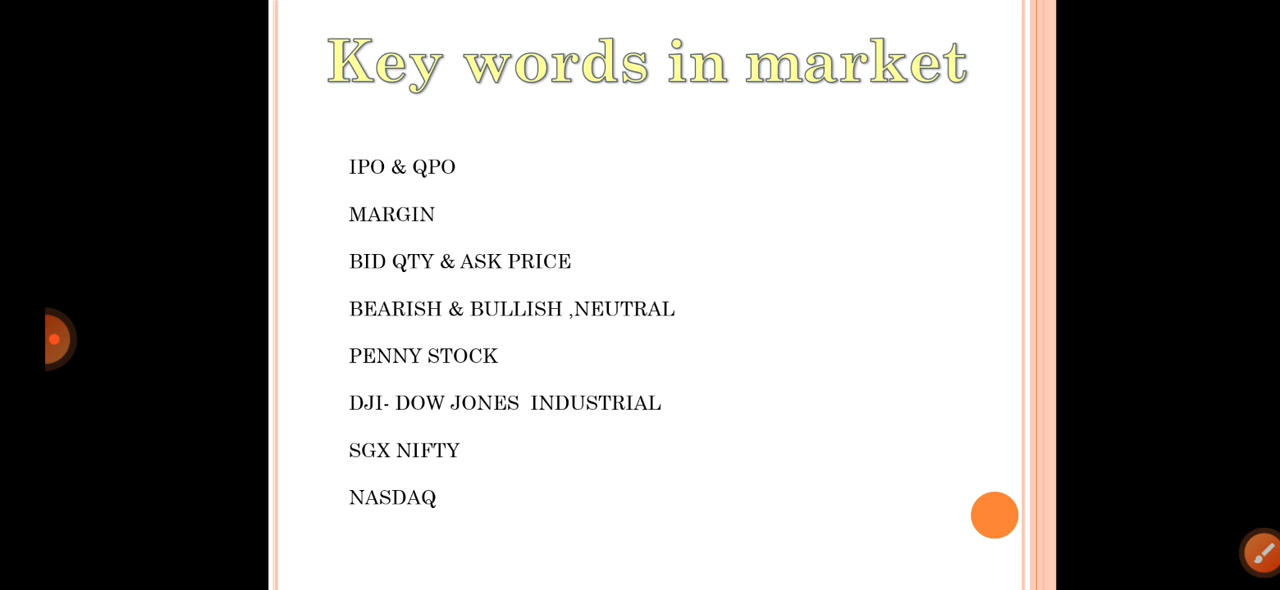 Key words in market
IPO & QPO
MARGIN
BID QTY & ASK PRICE
BEARISH & BULLISH ,NEUTRAL
PENNY STOCK
DJI- DOW JONES  INDUSTRIAL
SGX NIFTY
NASDAQ